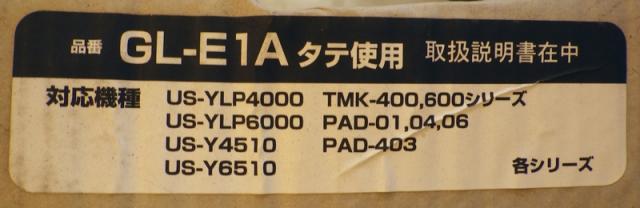 品番 GL-E1A タテ使用 取扱説明書在中
対応機種 US-YLP4000 TMK-400,600シリーズ
US-YLP6000 PAD-01,04,06
US-Y4510 PAD-403
US-Y6510 各シリーズ